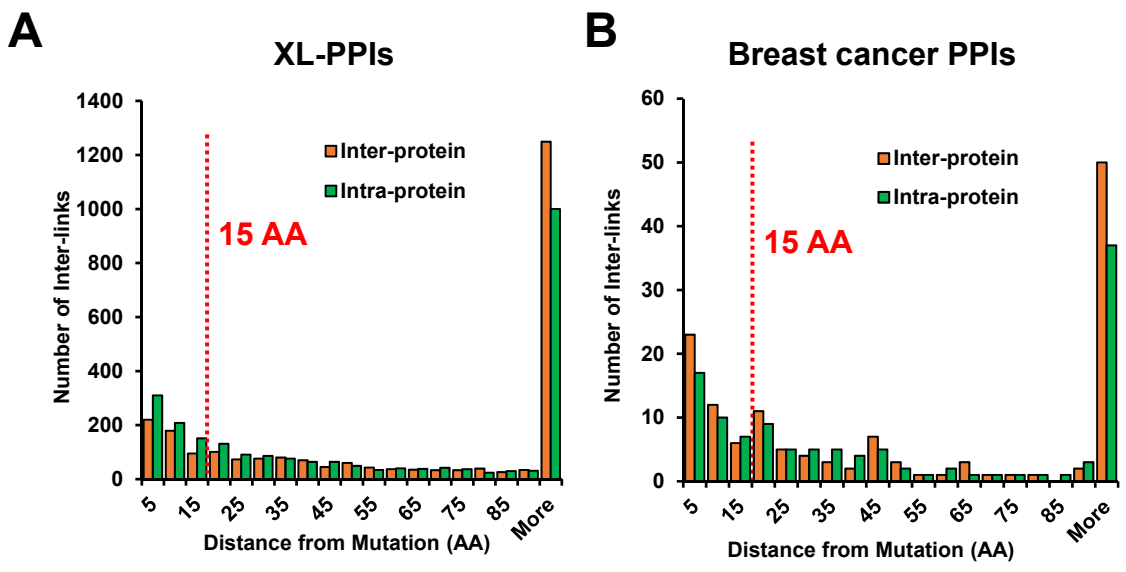 A
XL-PPIs
Number of Inter-links
1400
1200
1000
800
600
400
200
0
Inter-protein
Intra-protein
15 AA
5
15
25
35
45
55
65
75
85
More
Distance from Mutation (AA)
B
Breast cancer PPIs
Number of Inter-links
60
50
40
30
20
10
0
Inter-protein
Intra-protein
15 AA
5
15
25
35
45
55
65
75
85
More
Distance from Mutation (AA)